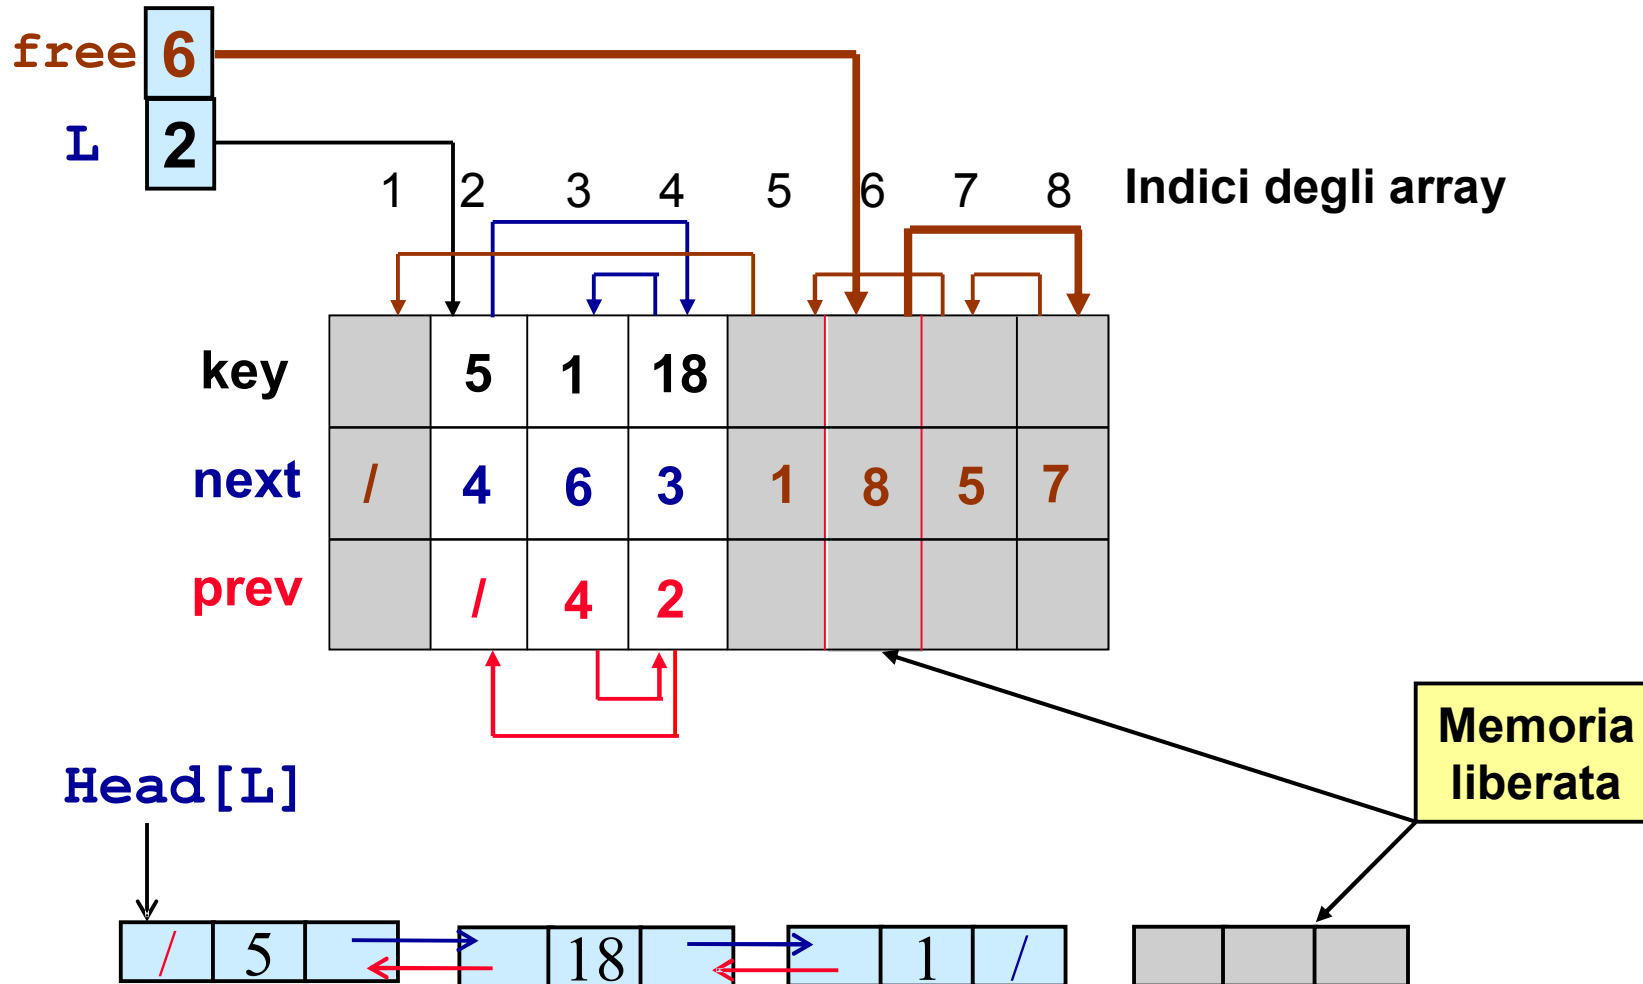 free 6
L 2
1 2 3 4 5 6 7 8 Indici degli array
key 5 1 18
next / 4 6 3 1 8 5 7
prev / 4 2
Memoria
liberata
Head[L]
/ 5 18 1 /